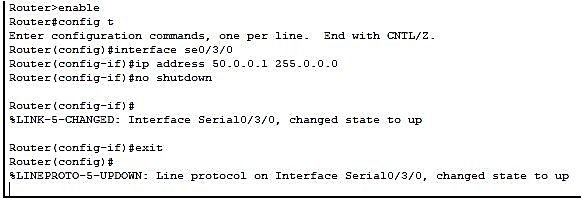 Router>enable
Router#config t
Enter configuration commands, one per line.  End with CNTL/Z.
Router(config)#interface se0/3/0
Router(config-if)#ip address 50.0.0.1 255.0.0.0
Router(config-if)#no shutdown
Router(config-if)#
%LINK-5-CHANGED: Interface Serial0/3/0, changed state to up
Router(config-if)#exit
Router(config)#
%LINEPROTO-5-UPDOWN: Line protocol on Interface Serial0/3/0, changed state to up